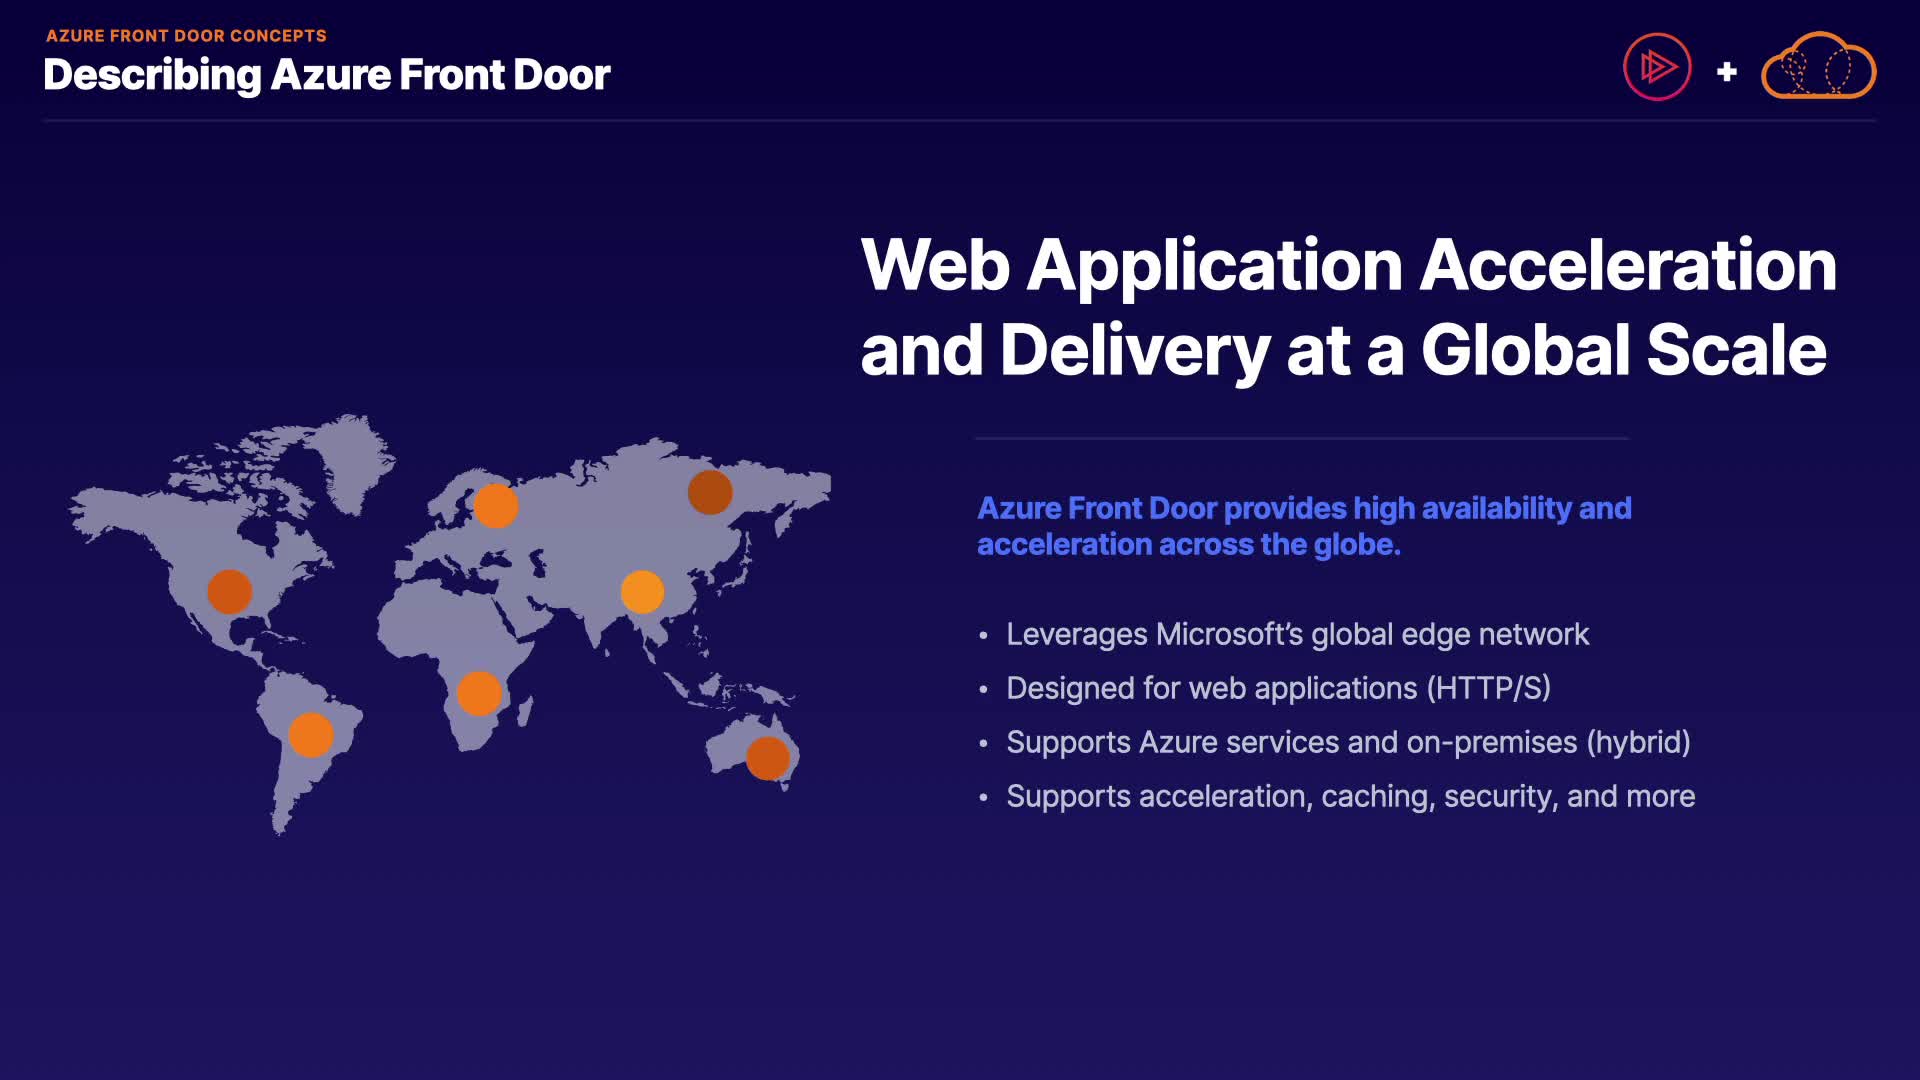 AZURE FRONT DOOR CONCEPTS
Describing Azure Front Door
Web Application Acceleration
and Delivery at a Global Scale
Azure Front Door provides high availability and
acceleration across the globe.
• Leverages Microsoft’s global edge network
• Designed for web applications (HTTP/S)
• Supports Azure services and on-premises (hybrid)
• Supports acceleration, caching, security, and more